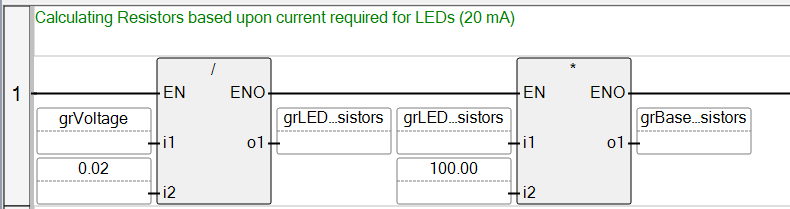 Calculating Resistors based upon current required for LEDs (20 mA)
/
*
1
EN
ENO
EN
ENO
grVoltage
grLED...sistors
grLED...sistors
grBase...sistors
i1
o1
i1
o1
0.02
100.00
i2
i2